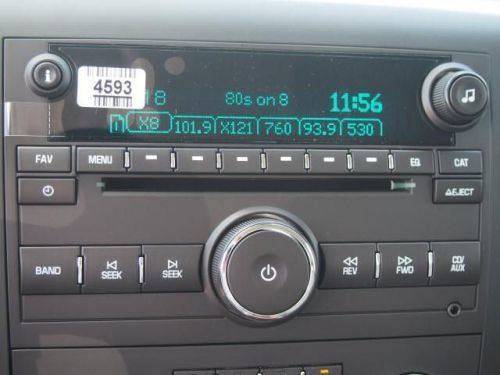 4593
18 80s on 8 11:56
X8 101.9 X121 760 93.9 530
FAV MENU EQ CAT
EJECT
BAND SEEK SEEK REV FWD CD/AUX